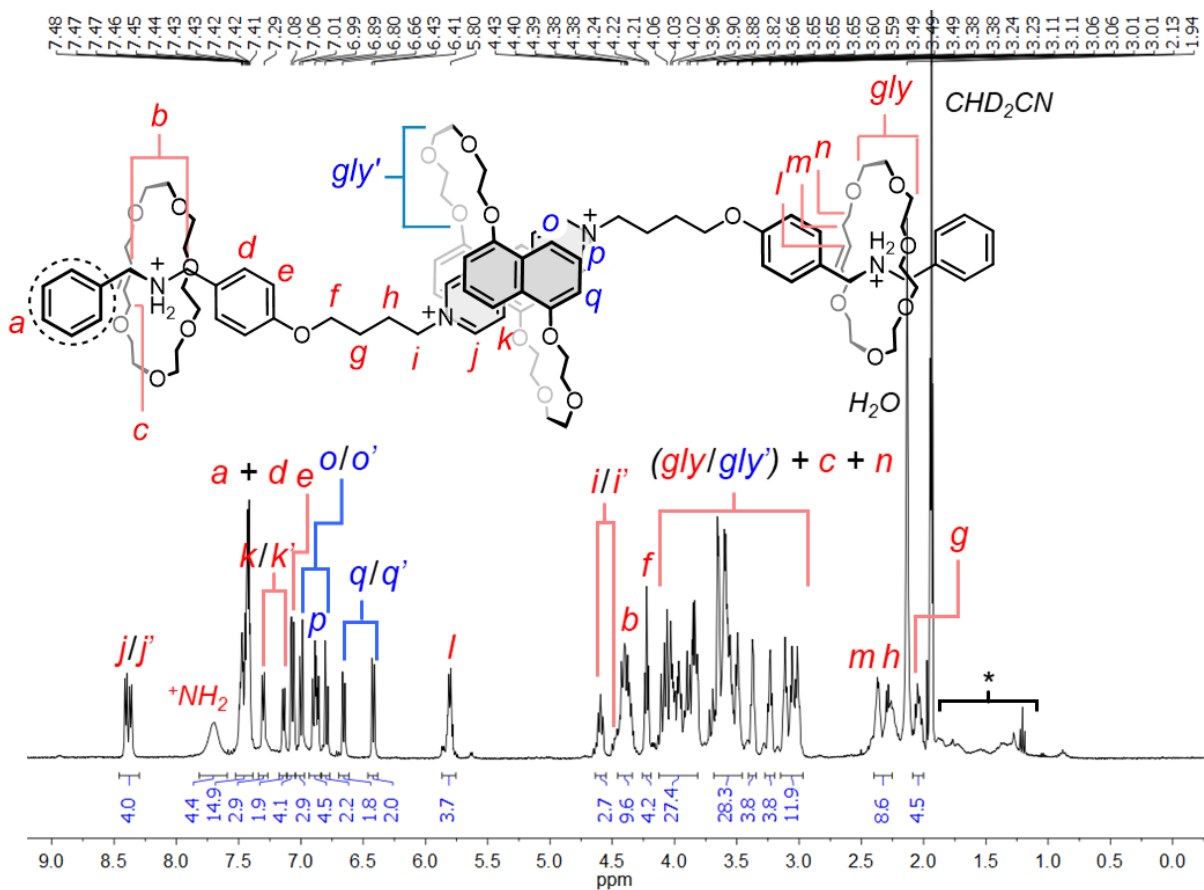 7.48 7.47 7.47 7.46 7.45 7.44 7.43 7.43 7.42 7.42 7.41 7.29 7.08 7.06 6.99 6.89 6.80 6.66 6.43 6.41 5.80 4.43 4.40 4.39 4.38 4.38 4.24 4.22 4.21 4.06 4.03 4.02 3.96 3.90 3.88 3.82 3.65 3.65 3.65 3.60 3.59 3.49 3.49 3.49 3.38 3.38 3.24 3.23 3.11 3.11 3.06 3.06 3.01 3.01 2.13 1.94
gly
CHD2CN
b
gly'
l m n
O O O O O O
O O O O O O O O
N+ + N H2
o p q
d e
a
f g h i j k
c
H2O
a + d e o/o' i/i' (gly/gly') + c + n
k/k' q/q' f g
j/j' p b l m h *
+NH2
4.0 4.4 14.9 2.9 1.9 4.1 2.9 4.5 2.2 1.8 2.0 3.7 2.7 9.6 4.2 27.4 28.3 3.8 3.8 11.9 8.6 4.5
9.0 8.5 8.0 7.5 7.0 6.5 6.0 5.5 5.0 4.5 4.0 3.5 3.0 2.5 2.0 1.5 1.0 0.5 0.0
ppm